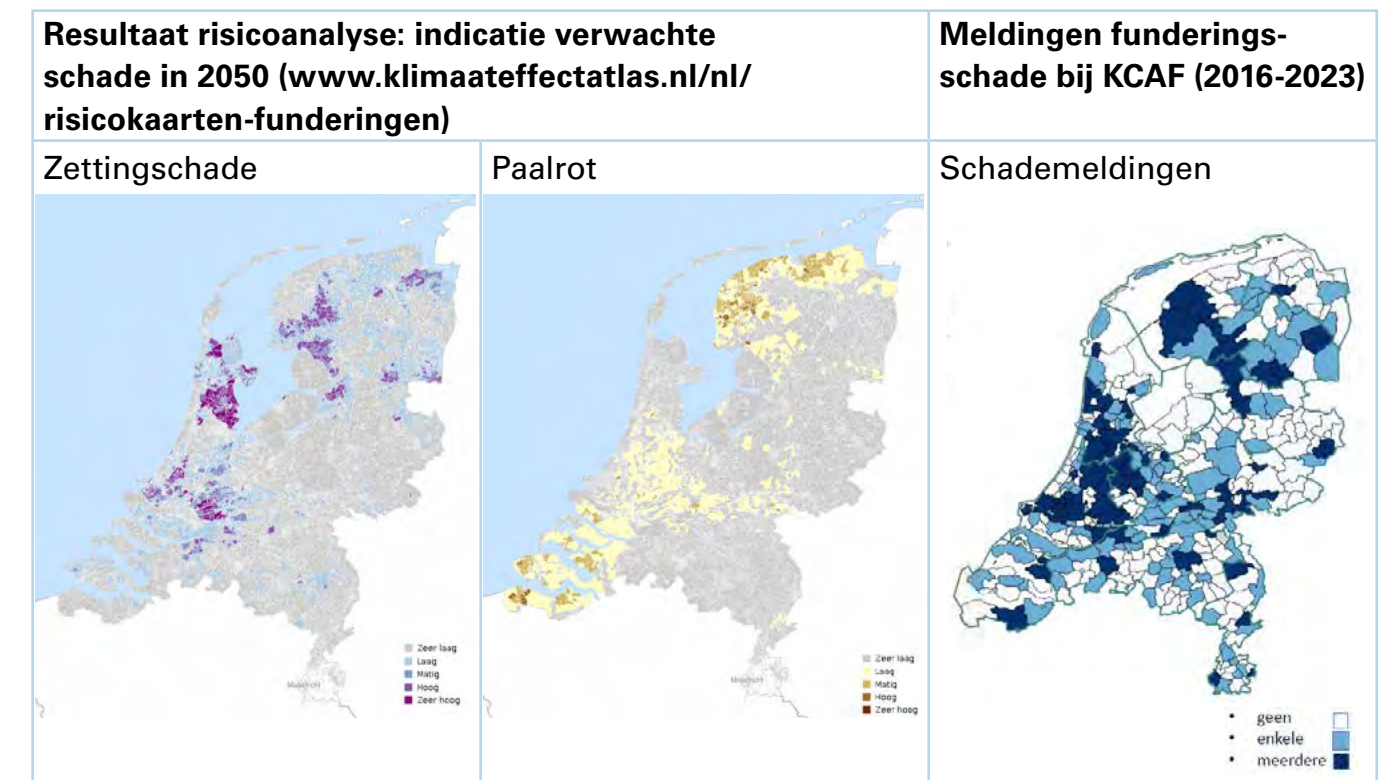 Resultaat risicoanalyse: indicatie verwachte
schade in 2050 (www.klimaateffectatlas.nl/nl/
risicokaarten-funderingen)
Meldingen funderings-
schade bij KCAF (2016-2023)
Zettingschade
Paalrot
Schademeldingen
Zeer laag
Laag
Matig
Hoog
Zeer hoog
Maastricht
Zeer laag
Laag
Matig
Hoog
Zeer hoog
Maastricht
• geen
• enkele
• meerdere